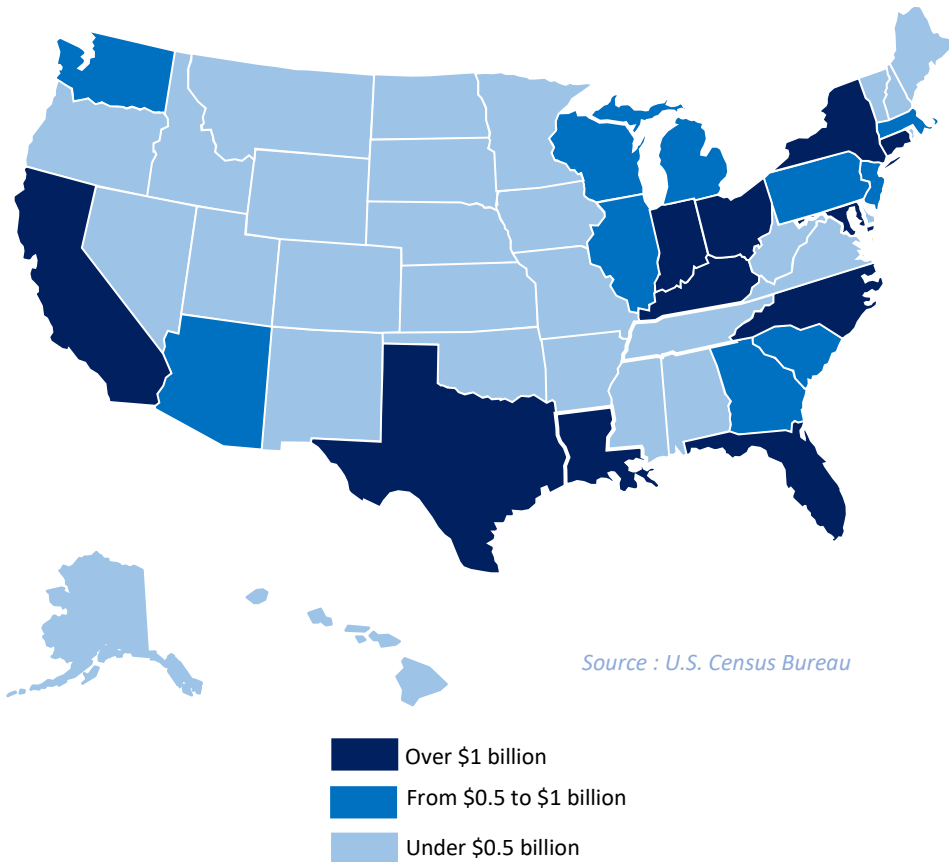 Source : U.S. Census Bureau
Over $1 billion
From $0.5 to $1 billion
Under $0.5 billion